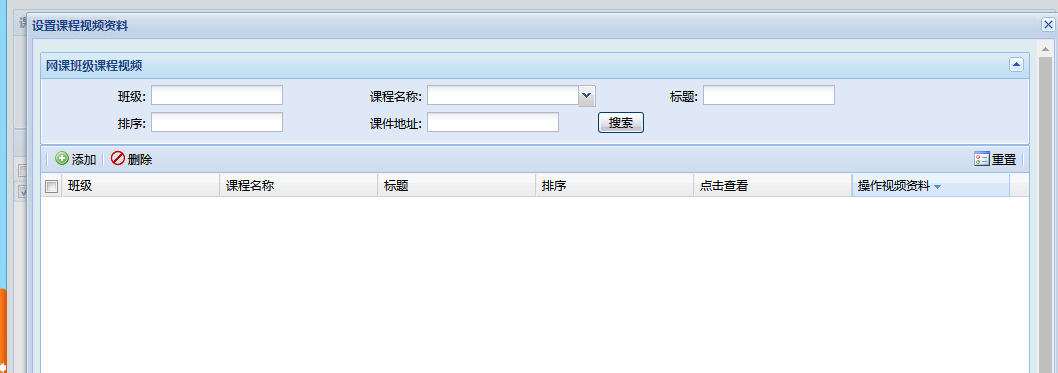 设置课程视频资料
网课班级课程视频
班级: 课程名称: 标题:
排序: 课件地址: 搜索
添加 删除 重置
班级 课程名称 标题 排序 点击查看 操作视频资料